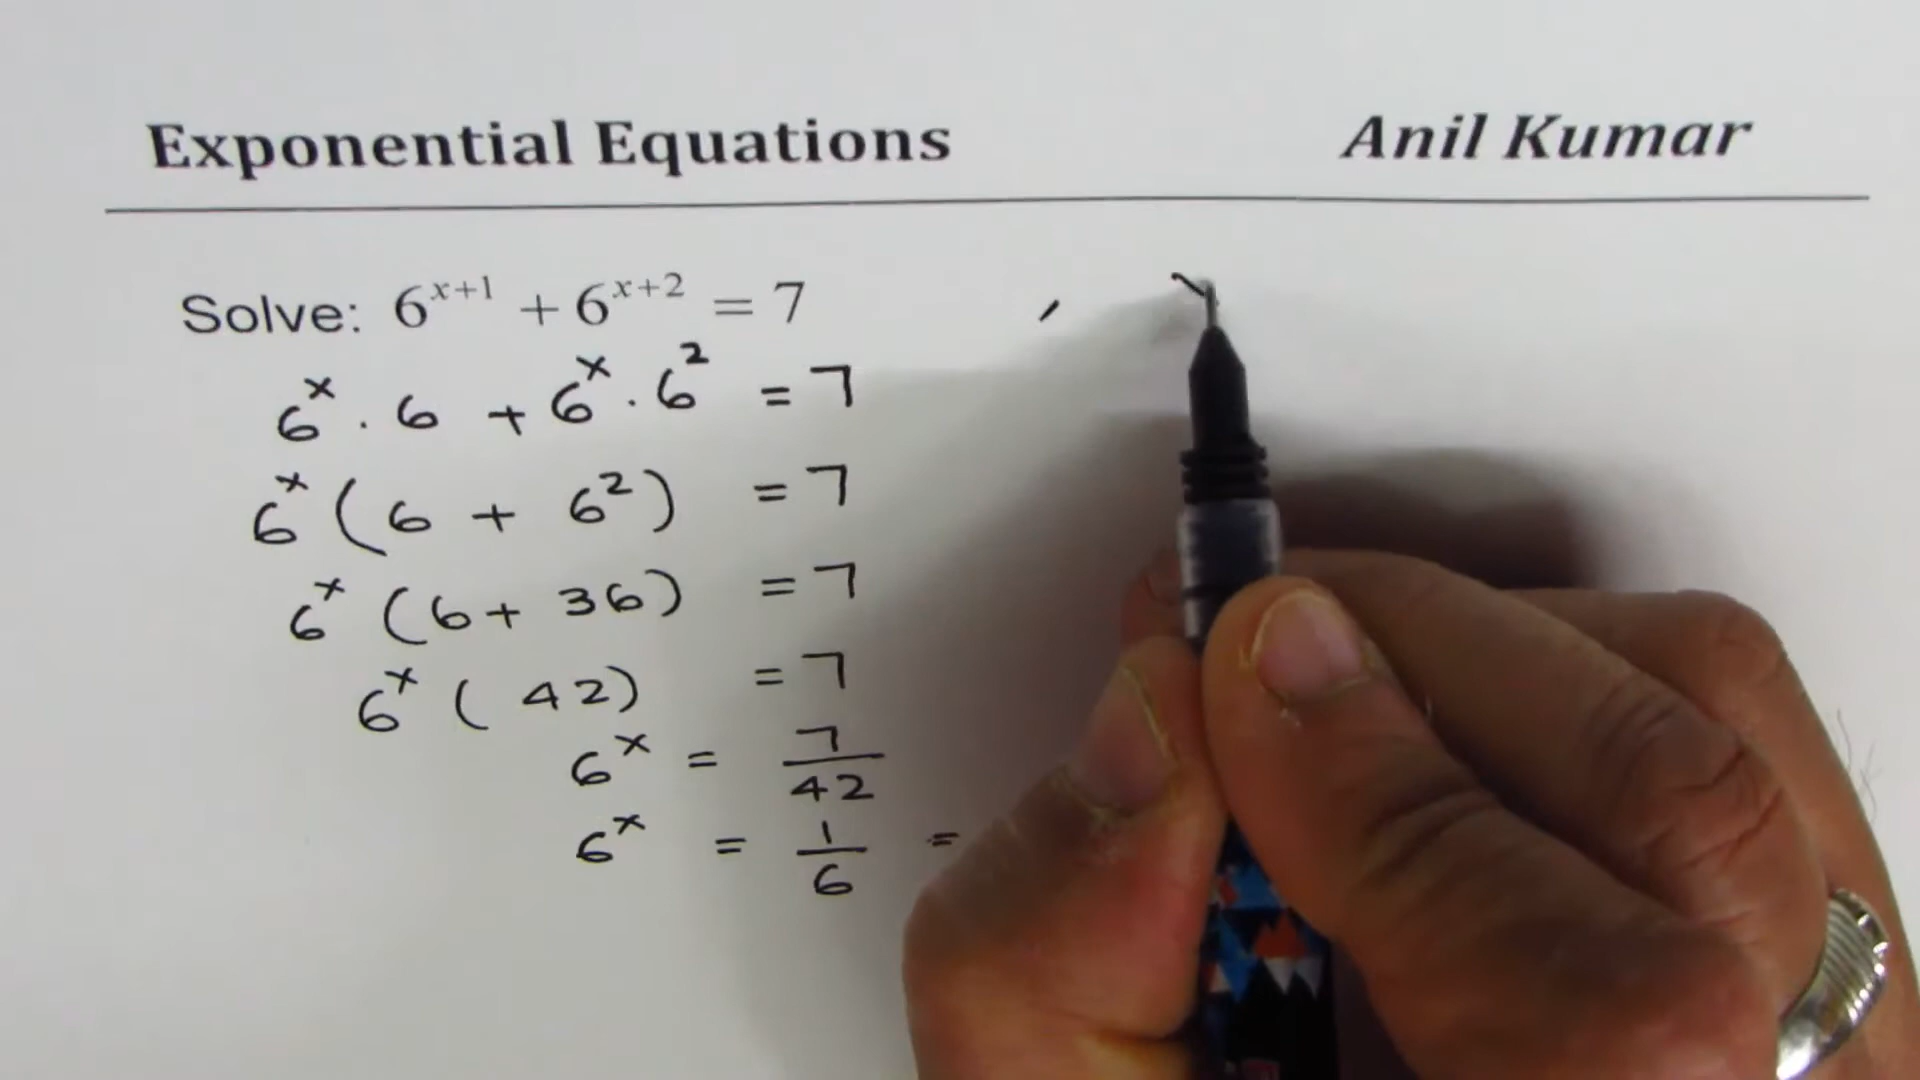 Exponential Equations Anil Kumar
Solve: 6^{x+1} + 6^{x+2} = 7
6^x · 6 + 6^x · 6^2 = 7
6^x (6 + 6^2) = 7
6^x (6 + 36) = 7
6^x (42) = 7
6^x = 7/42
6^x = 1/6 =